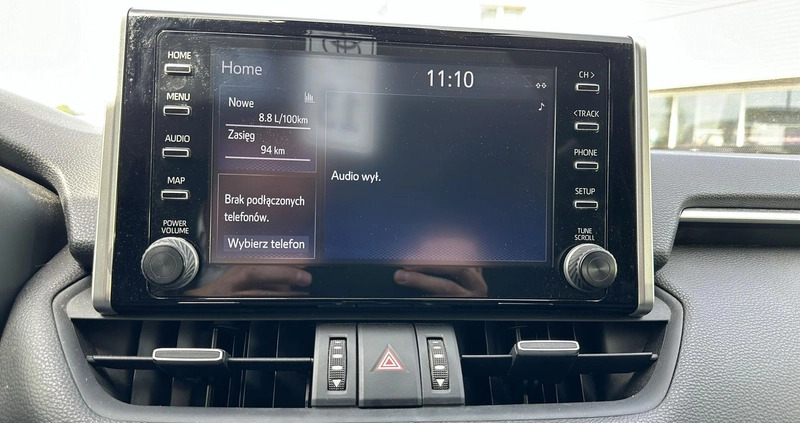 HOME
MENU
AUDIO
MAP
POWER
VOLUME
Home
11:10
Nowe
8.8 L/100km
Zasięg
94 km
Brak podłączonych
telefonów.
Wybierz telefon
Audio wył.
CH >
<TRACK
PHONE
SETUP
TUNE
SCROLL